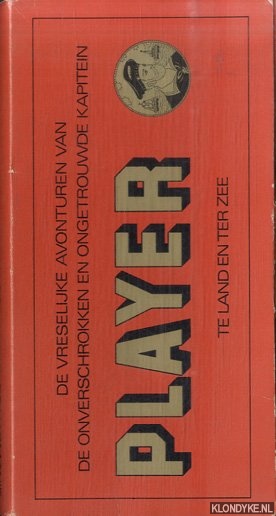 DE VRESELIJKE AVONTUREN VAN
DE ONVERSCHROKKEN EN ONGETROUWDE KAPITEIN
PLAYER
TE LAND EN TER ZEE
KLONDYKE.NL